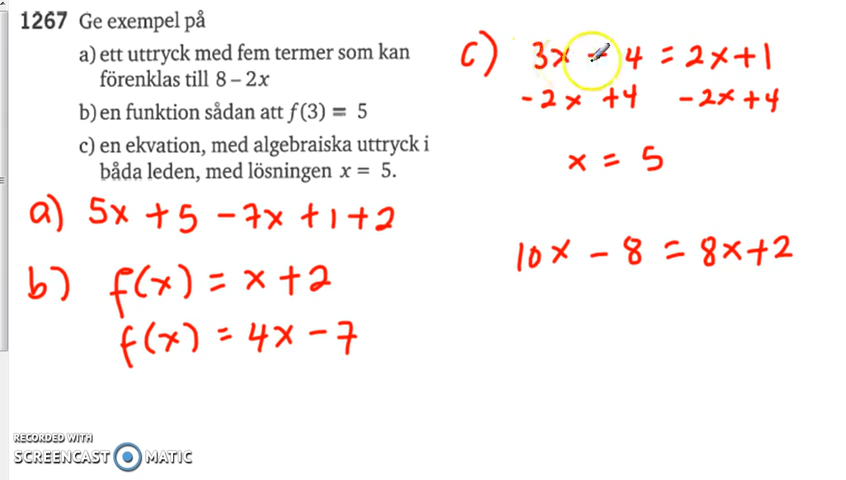 1267 Ge exempel på
a) ett uttryck med fem termer som kan
förenklas till 8 – 2x
b) en funktion sådan att f(3) = 5
c) en ekvation, med algebraiska uttryck i
båda leden, med lösningen x = 5.
a) 5x + 5 - 7x + 1 + 2
b) f(x) = x + 2
f(x) = 4x - 7
c) 3x - 4 = 2x + 1
-2x +4 -2x +4
x = 5
10x - 8 = 8x + 2
RECORDED WITH
SCREENCAST MATIC